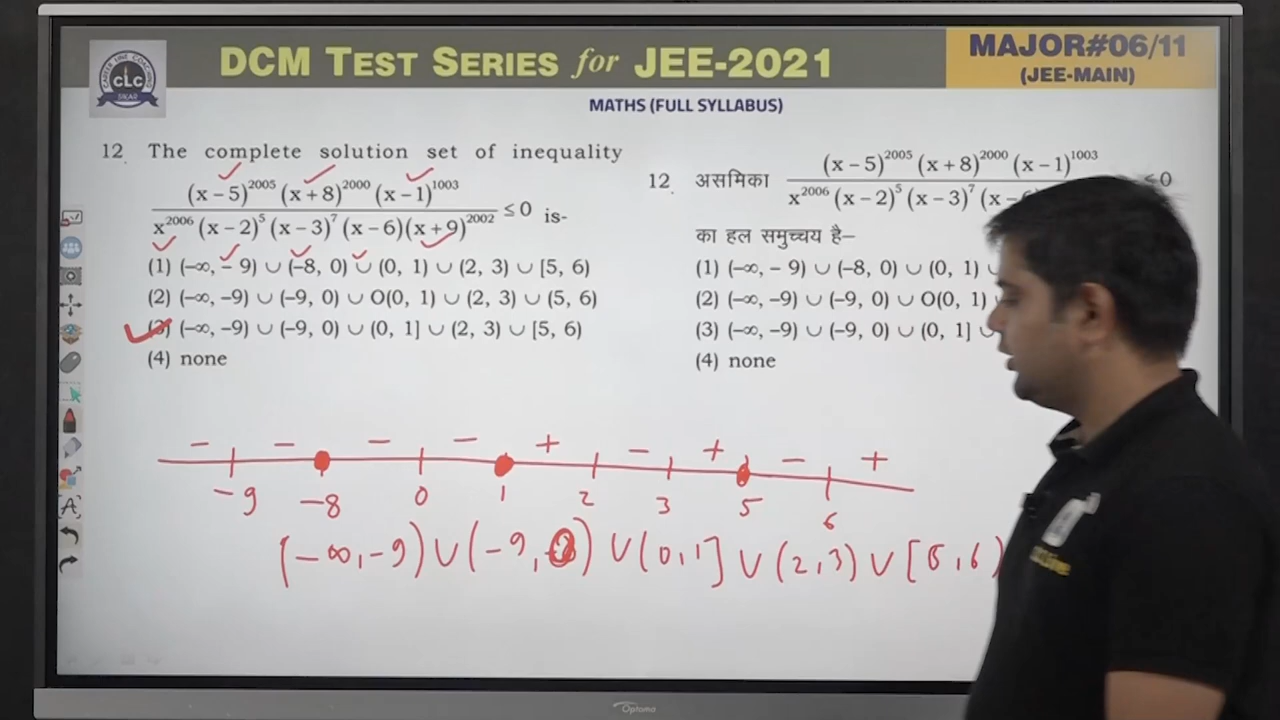 DCM TEST SERIES for JEE-2021
MAJOR#06/11
(JEE-MAIN)
CLC
SIKAR
MATHS (FULL SYLLABUS)
12. The complete solution set of inequality
(x – 5)^2005 (x + 8)^2000 (x – 1)^1003
x^2006 (x – 2)^5 (x – 3)^7 (x – 6)(x + 9)^2002 ≤ 0 is-
(1) (–∞, – 9) ∪ (–8, 0) ∪ (0, 1) ∪ (2, 3) ∪ [5, 6)
(2) (–∞, –9) ∪ (–9, 0) ∪ O(0, 1) ∪ (2, 3) ∪ (5, 6)
(3) (–∞, –9) ∪ (–9, 0) ∪ (0, 1] ∪ (2, 3) ∪ [5, 6)
(4) none
12. असमिका
(x – 5)^2005 (x + 8)^2000 (x – 1)^1003
x^2006 (x – 2)^5 (x – 3)^7 (x – ≤ 0
का हल समुच्चय है–
(1) (–∞, – 9) ∪ (–8, 0) ∪ (0, 1) ∪
(2) (–∞, –9) ∪ (–9, 0) ∪ O(0, 1)
(3) (–∞, –9) ∪ (–9, 0) ∪ (0, 1] ∪
(4) none
– – – – + – + – +
–9 –8 0 1 2 3 5 6
(–∞, –9) ∪ (–9, 0) ∪ (0, 1] ∪ (2, 3) ∪ [5, 6)
Optoma